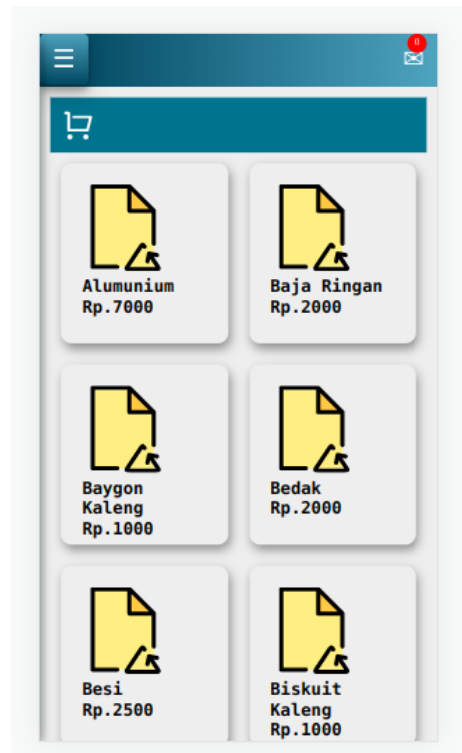 0
Alumunium
Rp.7000
Baja Ringan
Rp.2000
Baygon
Kaleng
Rp.1000
Bedak
Rp.2000
Besi
Rp.2500
Biskuit
Kaleng
Rp.1000